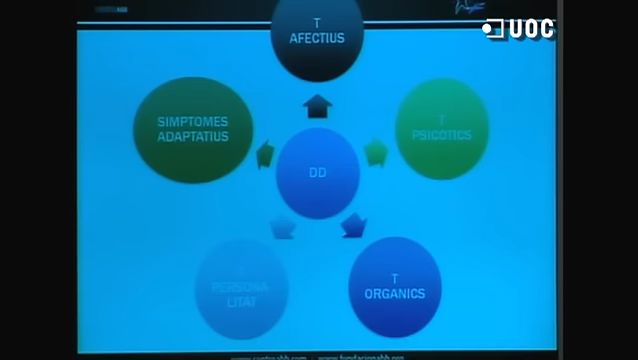 UOC
T
AFECTIUS
SIMPTOMES
ADAPTATIUS
T
PSICOTICS
DD
PERSONA
LITAT
T
ORGANICS